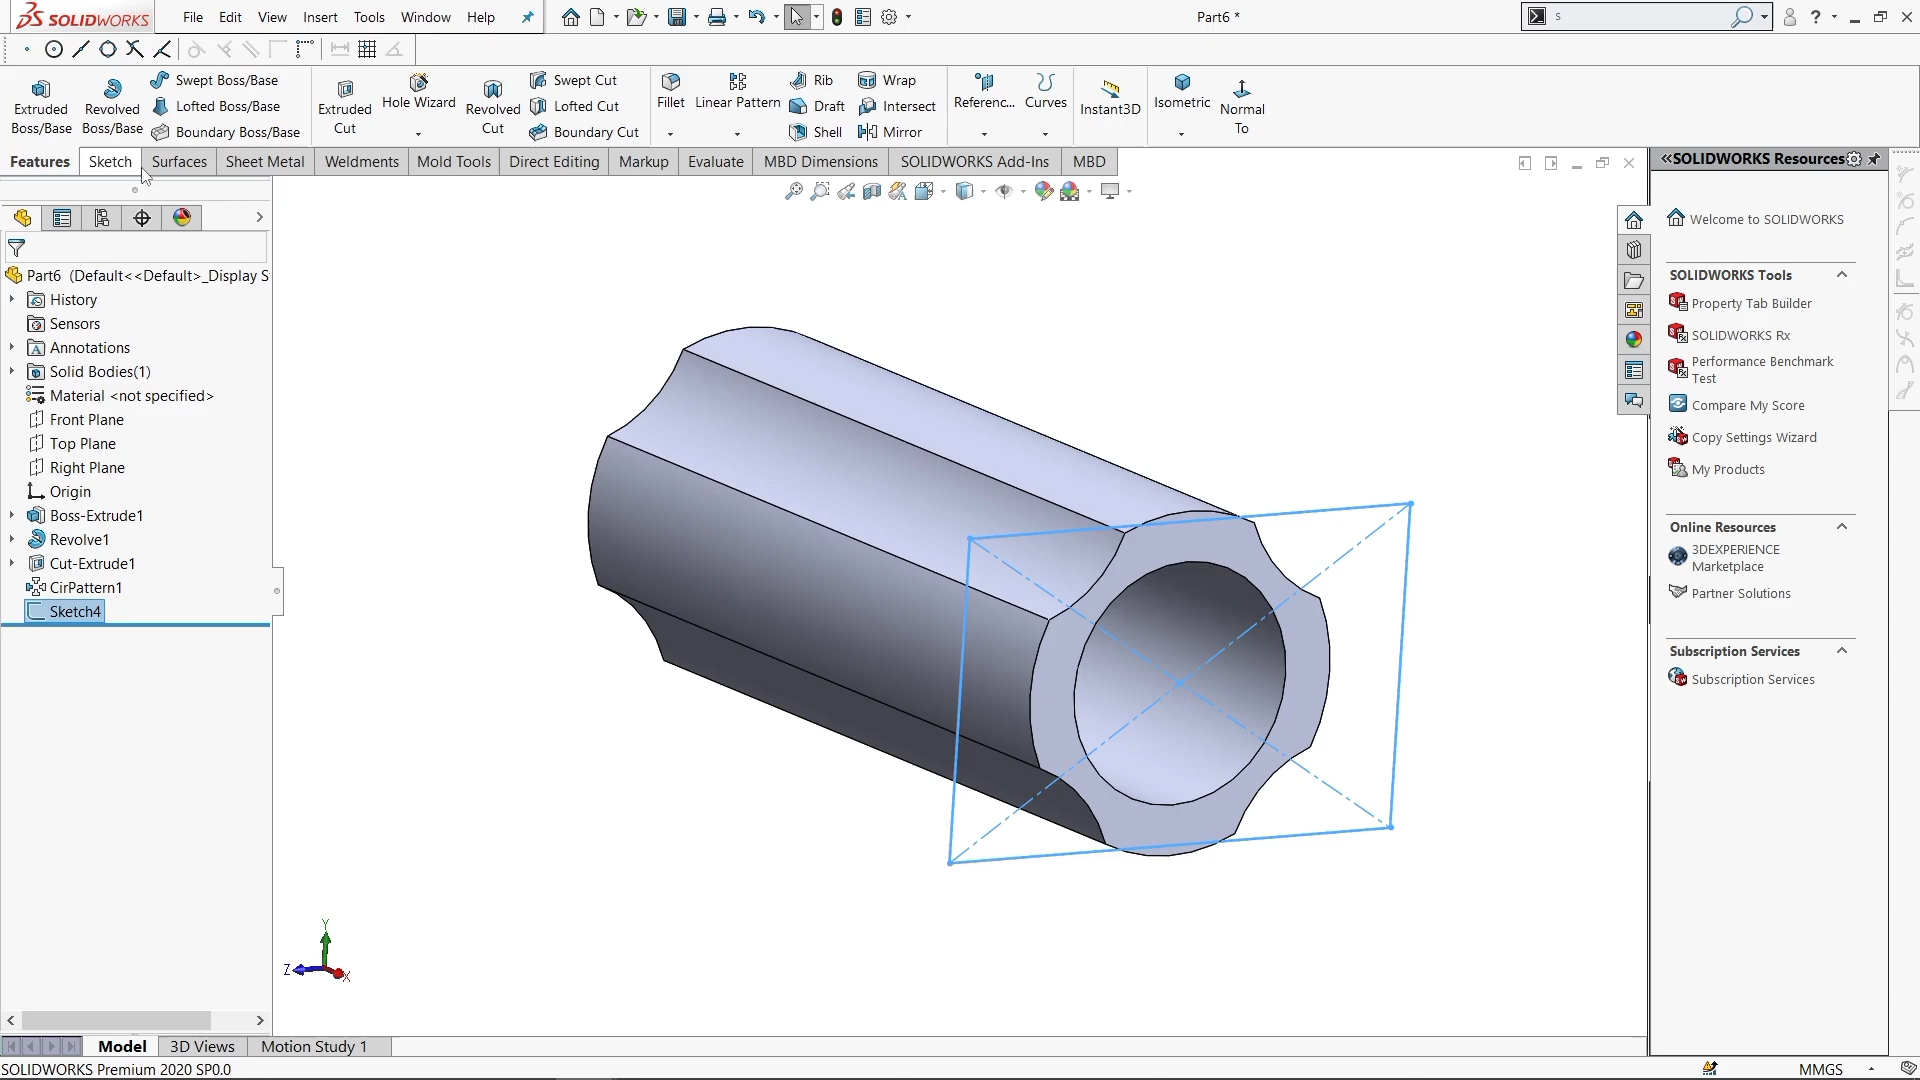 SOLIDWORKS
File Edit View Insert Tools Window Help
Part6 *
s
Extruded Boss/Base
Revolved Boss/Base
Swept Boss/Base
Lofted Boss/Base
Boundary Boss/Base
Extruded Cut
Hole Wizard
Revolved Cut
Swept Cut
Lofted Cut
Boundary Cut
Fillet
Linear Pattern
Rib
Draft
Shell
Wrap
Intersect
Mirror
Referenc...
Curves
Instant3D
Isometric
Normal To
Features Sketch Surfaces Sheet Metal Weldments Mold Tools Direct Editing Markup Evaluate MBD Dimensions SOLIDWORKS Add-Ins MBD
Part6 (Default<<Default>_Display S
History
Sensors
Annotations
Solid Bodies(1)
Material <not specified>
Front Plane
Top Plane
Right Plane
Origin
Boss-Extrude1
Revolve1
Cut-Extrude1
CirPattern1
Sketch4
Y
Z
X
SOLIDWORKS Resources
Welcome to SOLIDWORKS
SOLIDWORKS Tools
Property Tab Builder
SOLIDWORKS Rx
Performance Benchmark
Test
Compare My Score
Copy Settings Wizard
My Products
Online Resources
3DEXPERIENCE
Marketplace
Partner Solutions
Subscription Services
Subscription Services
Model 3D Views Motion Study 1
SOLIDWORKS Premium 2020 SP0.0
MMGS